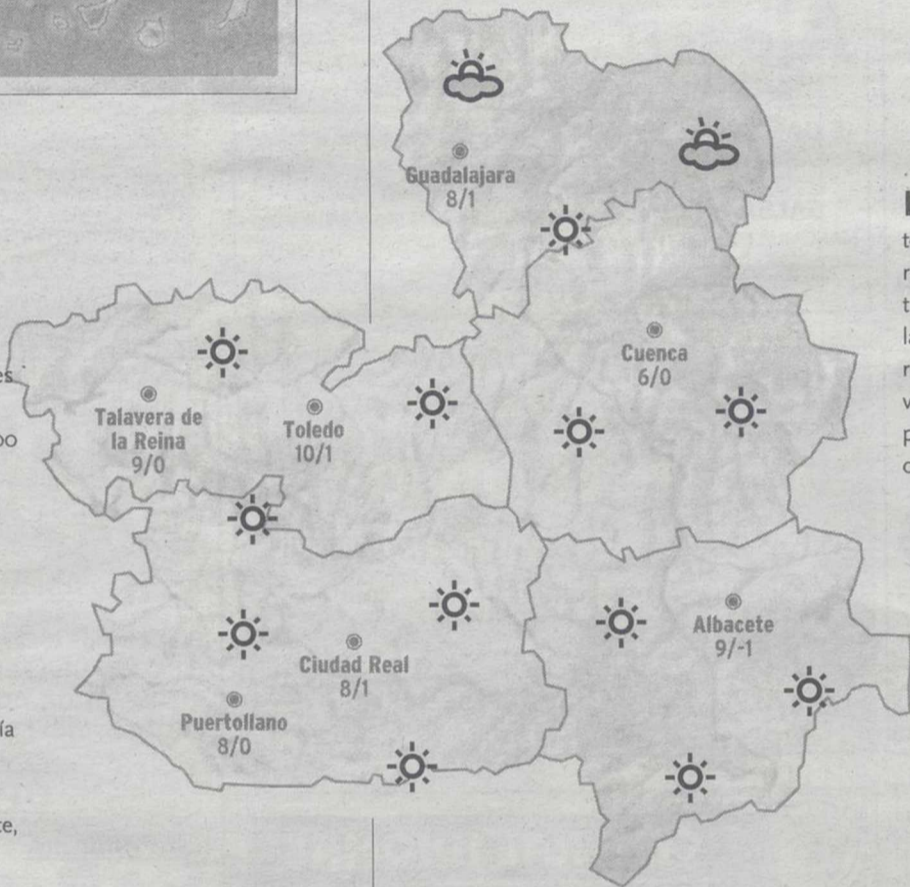 Guadalajara
8/1
Cuenca
6/0
Talavera de
la Reina
9/0
Toledo
10/1
Albacete
9/-1
Ciudad Real
8/1
Puertollano
8/0